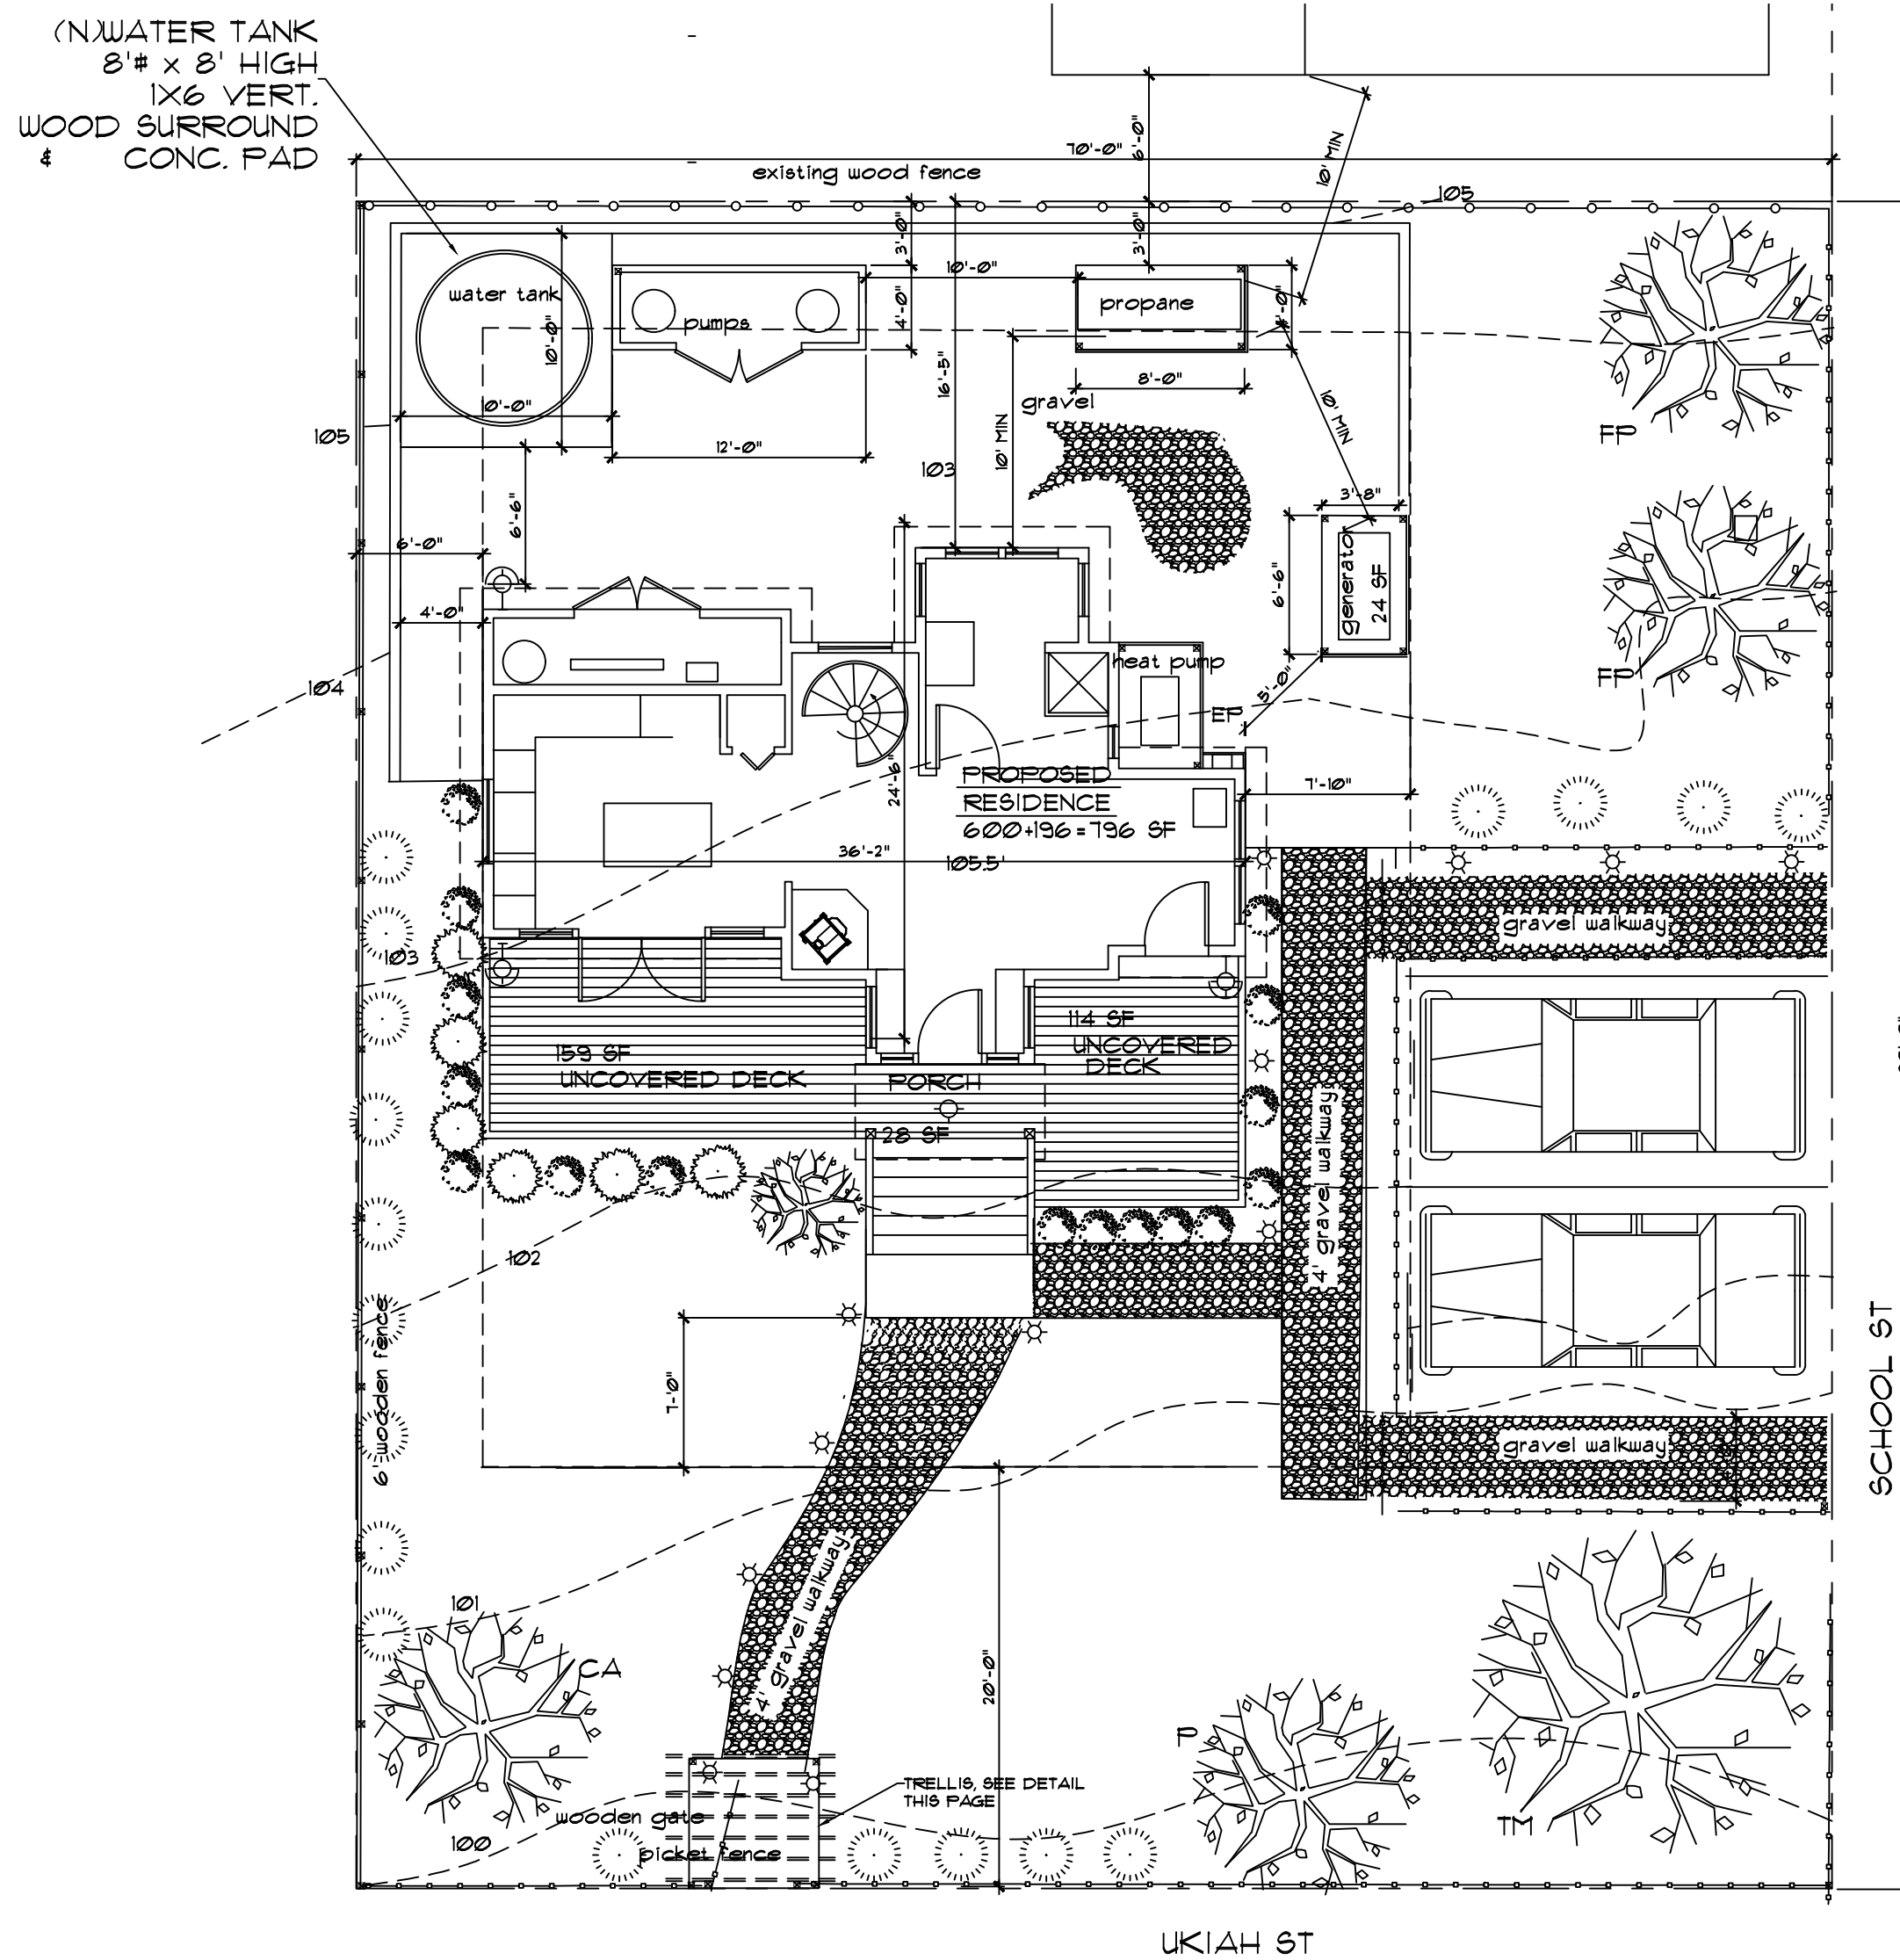 (N)WATER TANK
8'# x 8' HIGH
1X6 VERT.
WOOD SURROUND
& CONC. PAD
70'-0"
6'-0"
10' MIN
existing wood fence
105
3'-0"
3'-0"
10'-0"
water tank
pumps
10'-0"
4'-0"
propane
16'-5"
8'-0"
10'-0"
12'-0"
gravel
10' MIN
10' MIN
FP
105
103
6'-6"
3'-8"
6'-0"
4'-0"
6'-6"
generator
24 SF
heat pump
5'-0"
EP
FP
104
24'-6"
PROPOSED
RESIDENCE
600+196=796 SF
7'-10"
36'-2"
105.5'
gravel walkway
103
159 SF
UNCOVERED DECK
PORCH
28 SF
114 SF
UNCOVERED
DECK
4' gravel walkway
102
6' wooden fence
7'-0"
gravel walkway
SCHOOL ST
4' gravel walkway
20'-0"
101
CA
P
TM
TRELLIS, SEE DETAIL
THIS PAGE
wooden gate
100
picket fence
UKIAH ST